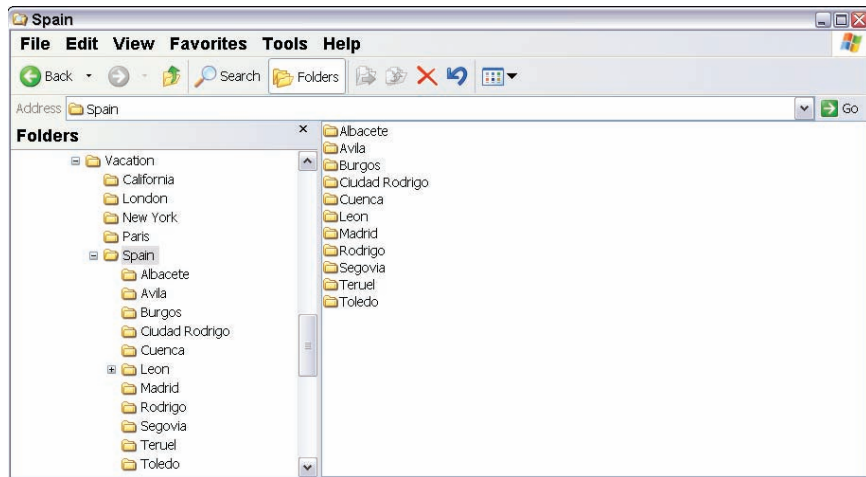 Spain
File Edit View Favorites Tools Help
Back Search Folders
Address Spain Go
Folders
Vacation
California
London
New York
Paris
Spain
Albacete
Avila
Burgos
Ciudad Rodrigo
Cuenca
Leon
Madrid
Rodrigo
Segovia
Teruel
Toledo
Albacete
Avila
Burgos
Ciudad Rodrigo
Cuenca
Leon
Madrid
Rodrigo
Segovia
Teruel
Toledo